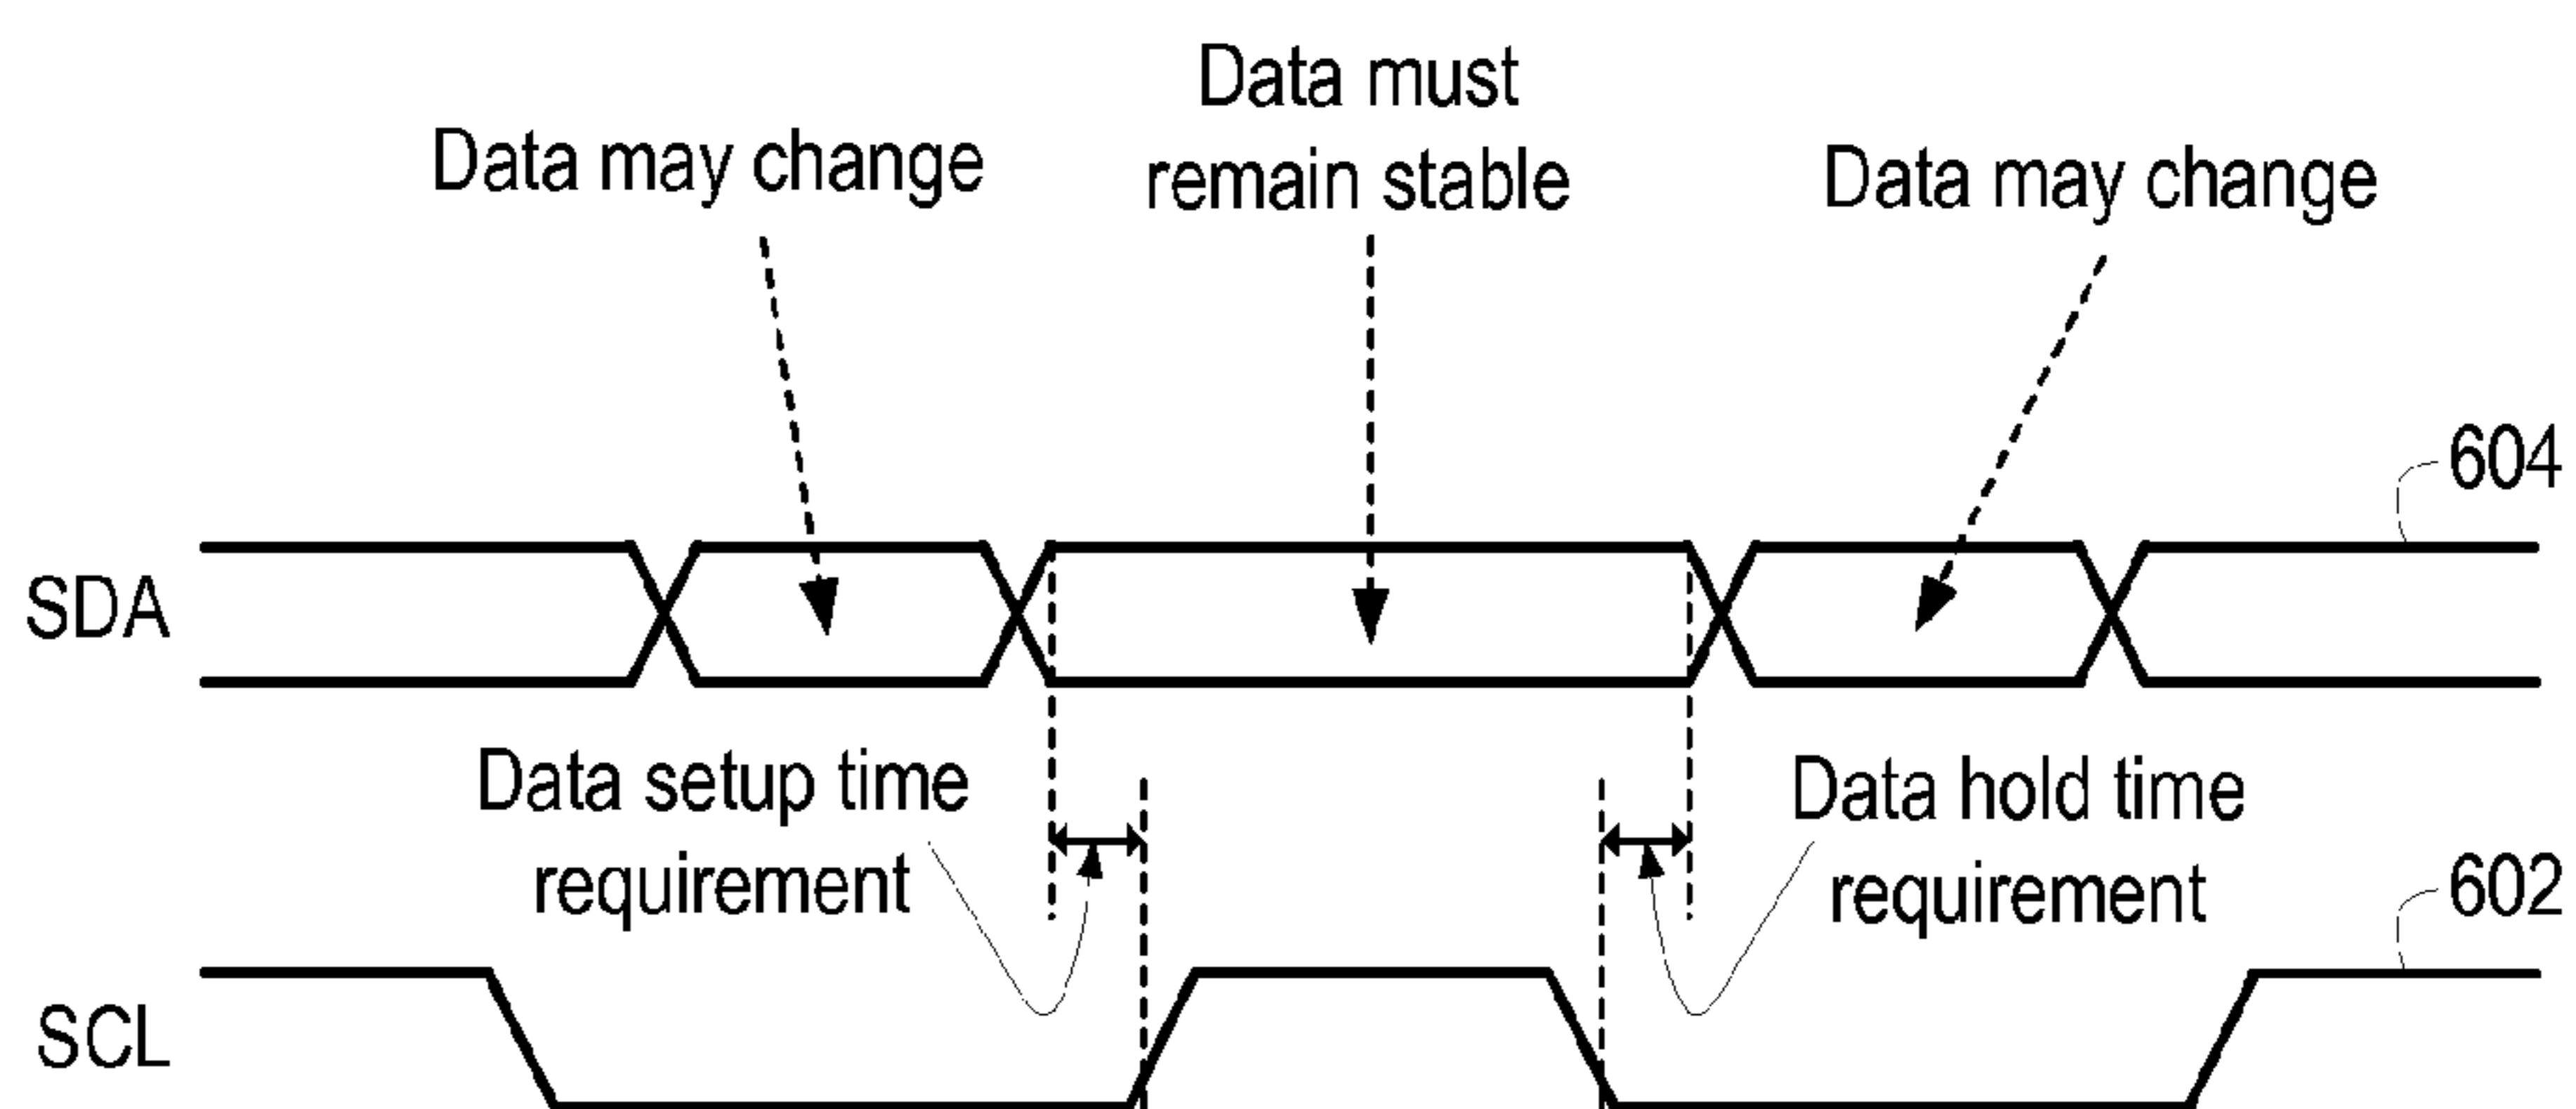 Data must
remain stable
Data may change
Data may change
604
SDA
Data setup time
requirement
Data hold time
requirement
602
SCL